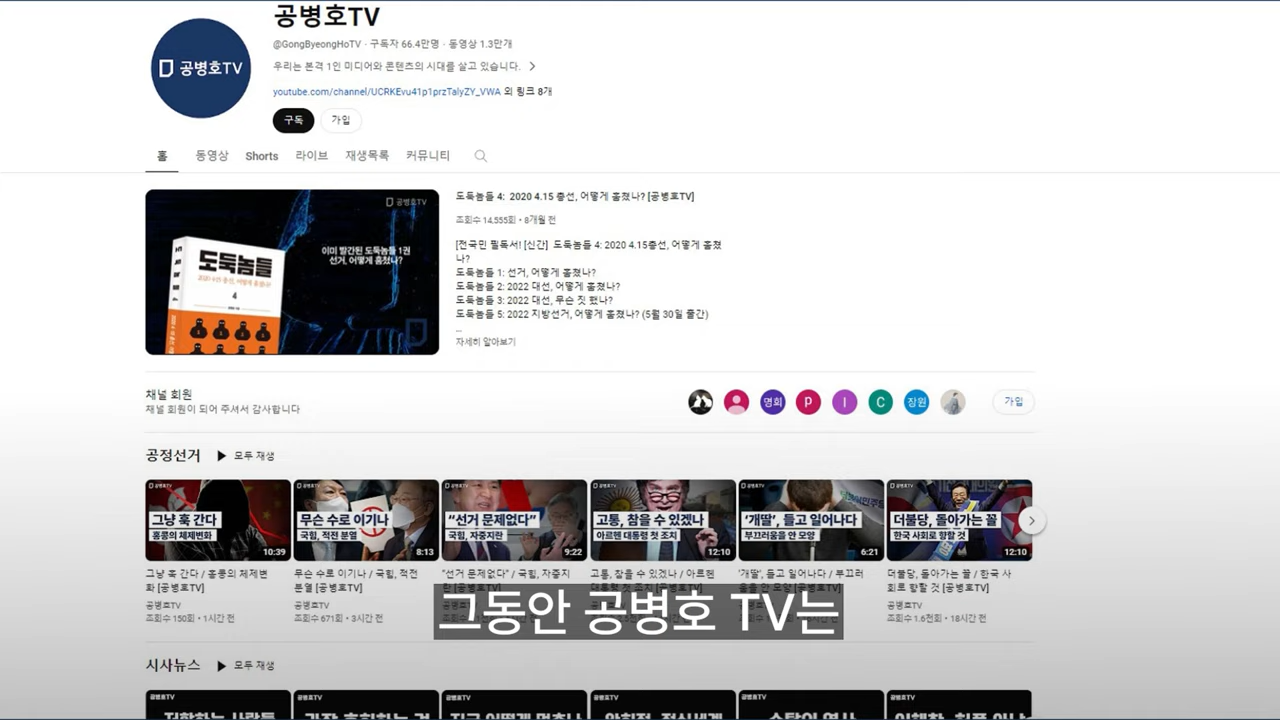 공병호TV
공병호TV
@GongByeongHoTV · 구독자 66.4만명 · 동영상 1.3만개
우리는 본격 1인 미디어와 콘텐츠의 시대를 살고 있습니다.
youtube.com/channel/UCRKEvu41p1przTalyZY_VWA 외 링크 8개
구독 가입
홈 동영상 Shorts 라이브 재생목록 커뮤니티
공병호TV
이미 발간된 도둑놈들 1권
선거, 어떻게 훔쳤나?
도둑놈들
4
도둑놈들 4: 2020 4.15 총선, 어떻게 훔쳤나? [공병호TV]
조회수 14,555회 · 8개월 전
[전국민 필독서! [신간] 도둑놈들 4: 2020 4.15총선, 어떻게 훔쳤
나?
도둑놈들 1: 선거, 어떻게 훔쳤나?
도둑놈들 2: 2022 대선, 어떻게 훔쳤나?
도둑놈들 3: 2022 대선, 무슨 짓 했나?
도둑놈들 5: 2022 지방선거, 어떻게 훔쳤나? (5월 30일 출간)
...
자세히 알아보기
채널 회원
채널 회원이 되어 주셔서 감사합니다
명희 P I C 장원 가입
공정선거 모두 재생
공병호TV
그냥 훅 간다
홍콩의 체제변화
10:39
공병호TV
무슨 수로 이기나
국힘, 적전 분열
8:13
공병호TV
“선거 문제없다”
국힘, 자중지란
9:22
공병호TV
고통, 참을 수 있겠나
아르헨 대통령 첫 조치
12:10
공병호TV
‘개딸’, 들고 일어나다
부끄러움을 안 모양
6:21
공병호TV
더불당, 돌아가는 꼴
한국 사회로 향할 것
12:10
그냥 훅 간다 / 홍콩의 체제변
화 [공병호TV]
공병호TV
조회수 150회 · 1시간 전
무슨 수로 이기나 / 국힘, 적전
분열 [공병호TV]
공병호TV
조회수 671회 · 3시간 전
"선거 문제없다" / 국힘, 자중지
고통, 참을 수 있겠나 / 아르헨
'개딸', 들고 일어나다 / 부끄러
더불당, 돌아가는 꼴 / 한국 사
회로 향할 것 [공병호TV]
공병호TV
조회수 1.6천회 · 18시간 전
그동안 공병호 TV는
시사뉴스 모두 재생
공병호TV
공병호TV
공병호TV
공병호TV
공병호TV
공병호TV